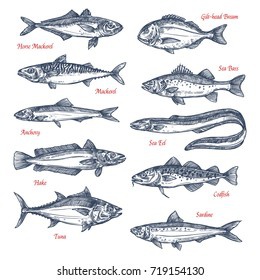 Horse Mackerel
Gilt-head Bream
Mackerel
Sea Bass
Anchovy
Sea Eel
Hake
Codfish
Tuna
Sardine
shutterstock.com · 719154130